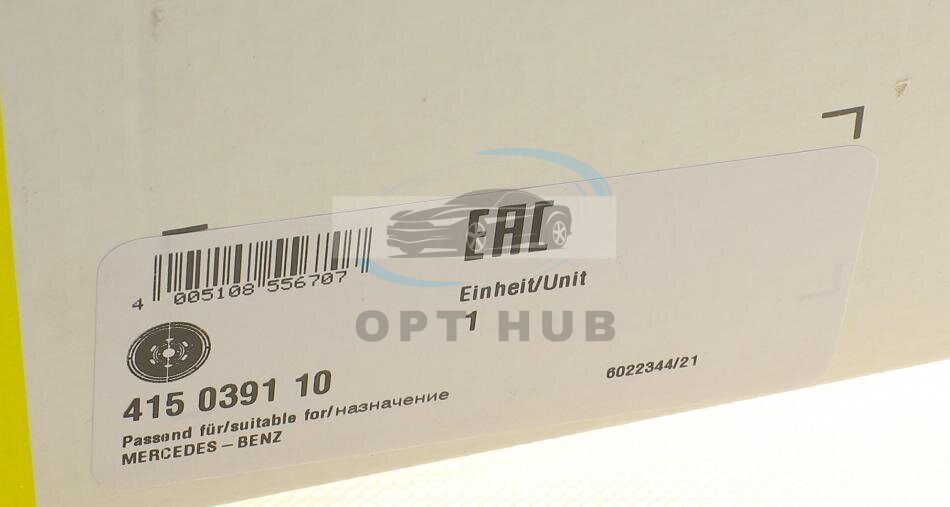 EAC
4 005108 556707
Einheit/Unit
1
OPT HUB
415 0391 10
6022344/21
Passend für/suitable for/назначение
MERCEDES-BENZ